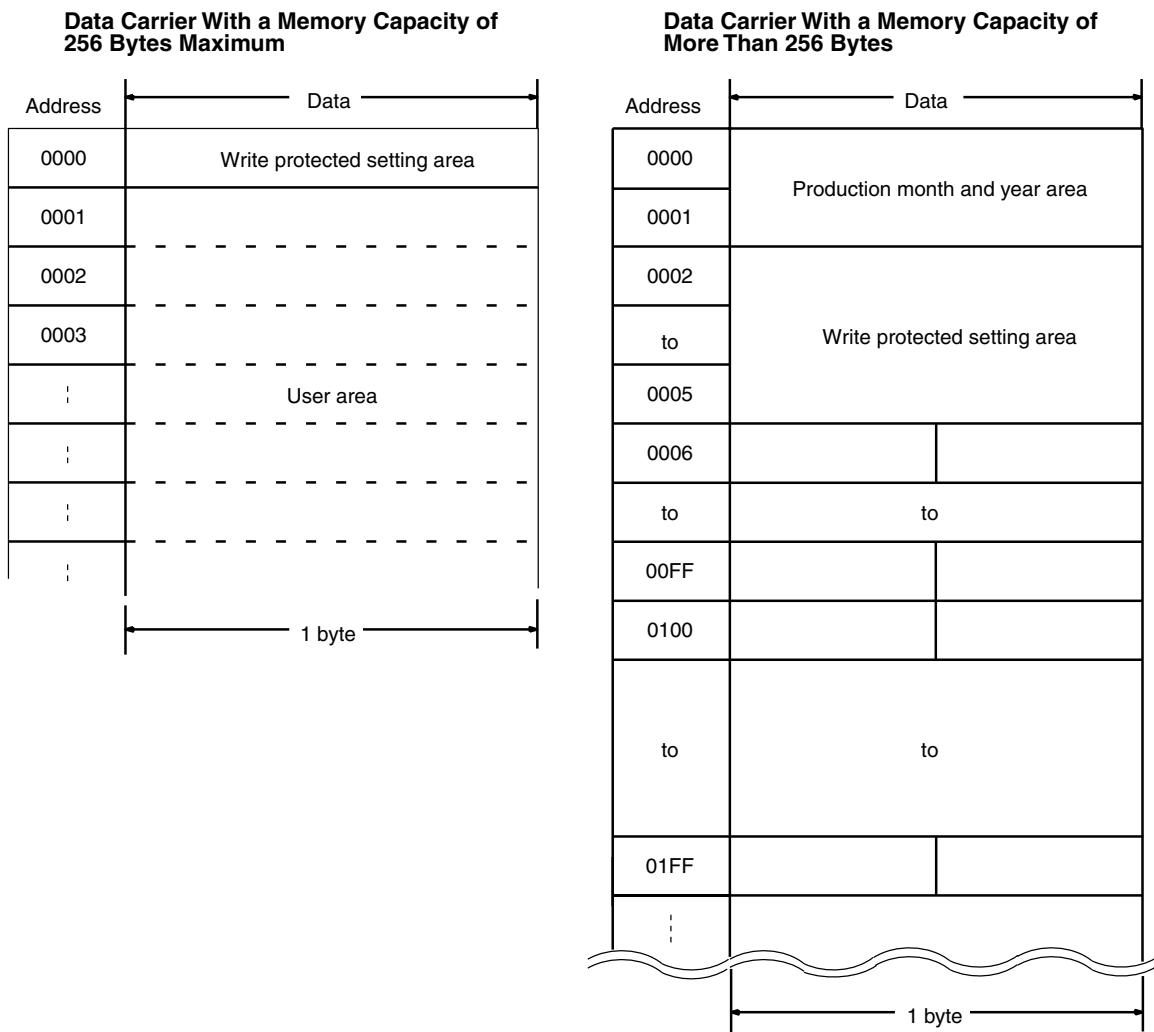 Data Carrier With a Memory Capacity of
256 Bytes Maximum
Address
Data
0000
Write protected setting area
0001
0002
0003
User area
1 byte
Data Carrier With a Memory Capacity of
More Than 256 Bytes
Address
Data
0000
Production month and year area
0001
0002
to
Write protected setting area
0005
0006
to
to
00FF
0100
to
to
01FF
1 byte